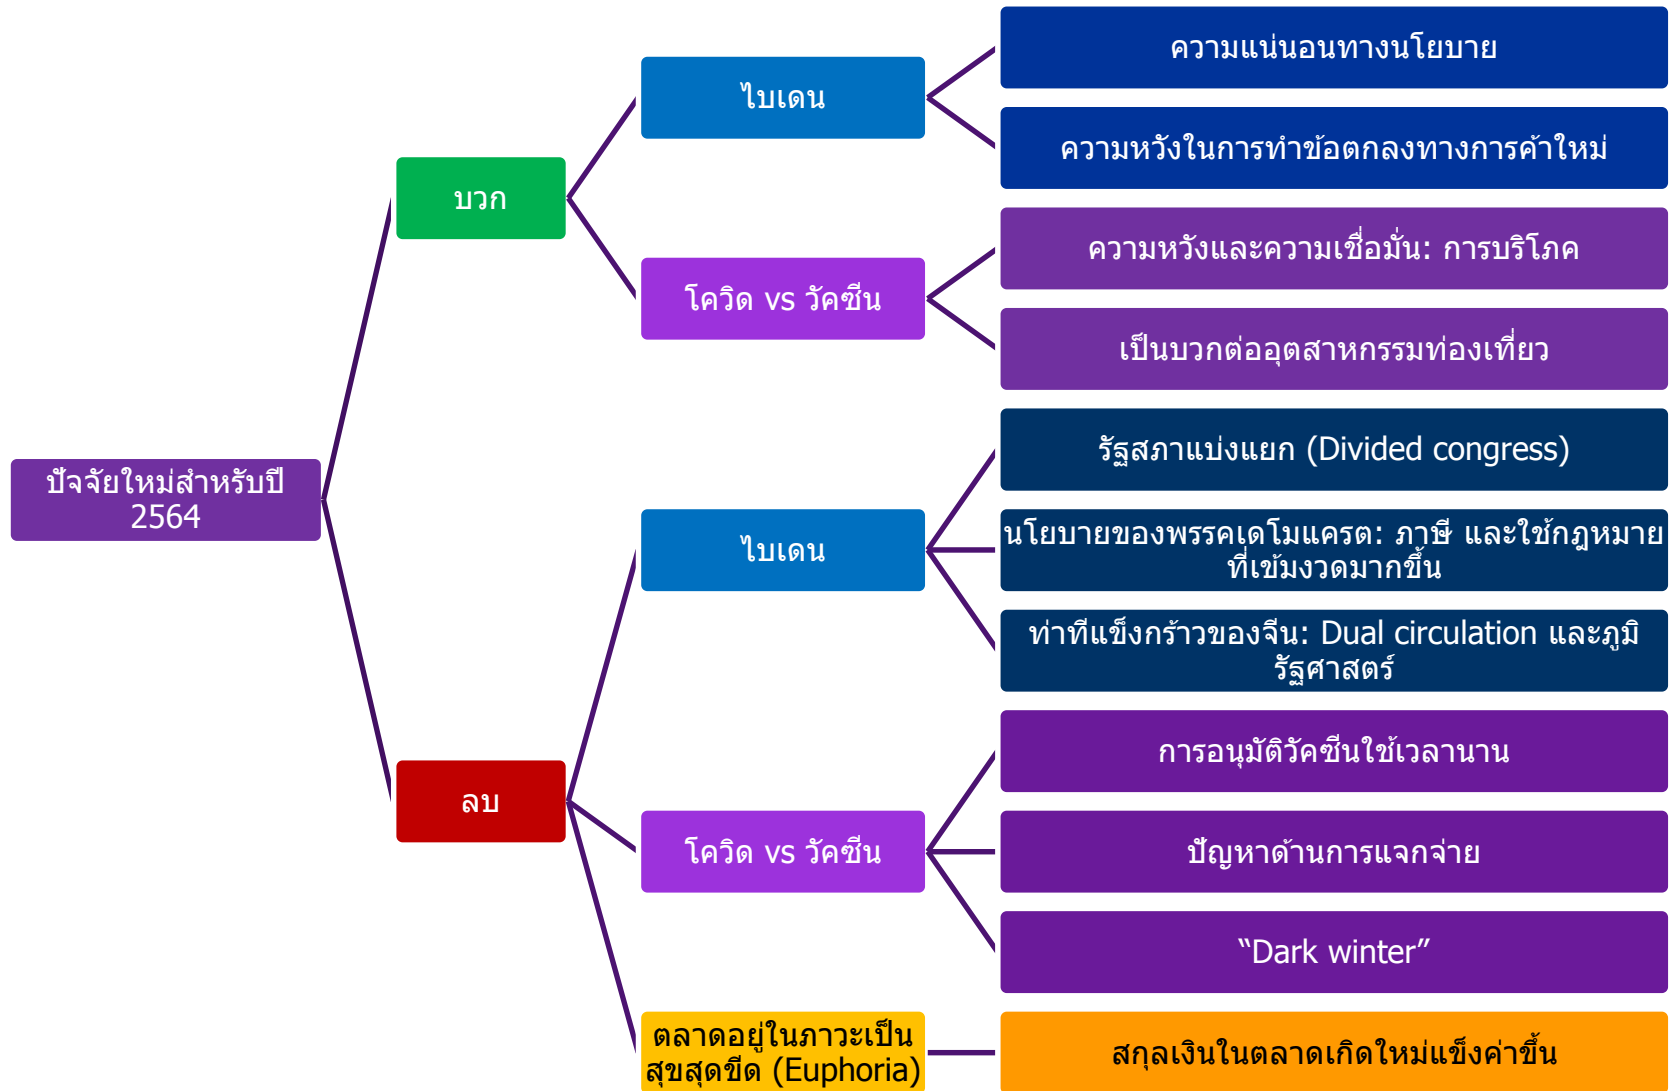 ปัจจัยใหม่สำหรับปี
2564
บวก
ไบเดน
ความแน่นอนทางนโยบาย
ความหวังในการทำข้อตกลงทางการค้าใหม่
โควิด vs วัคซีน
ความหวังและความเชื่อมั่น: การบริโภค
เป็นบวกต่ออุตสาหกรรมท่องเที่ยว
ลบ
ไบเดน
รัฐสภาแบ่งแยก (Divided congress)
นโยบายของพรรคเดโมแครต: ภาษี และใช้กฎหมาย
ที่เข้มงวดมากขึ้น
ท่าทีแข็งกร้าวของจีน: Dual circulation และภูมิ
รัฐศาสตร์
โควิด vs วัคซีน
การอนุมัติวัคซีนใช้เวลานาน
ปัญหาด้านการแจกจ่าย
“Dark winter”
ตลาดอยู่ในภาวะเป็น
สุขสุดขีด (Euphoria)
สกุลเงินในตลาดเกิดใหม่แข็งค่าขึ้น